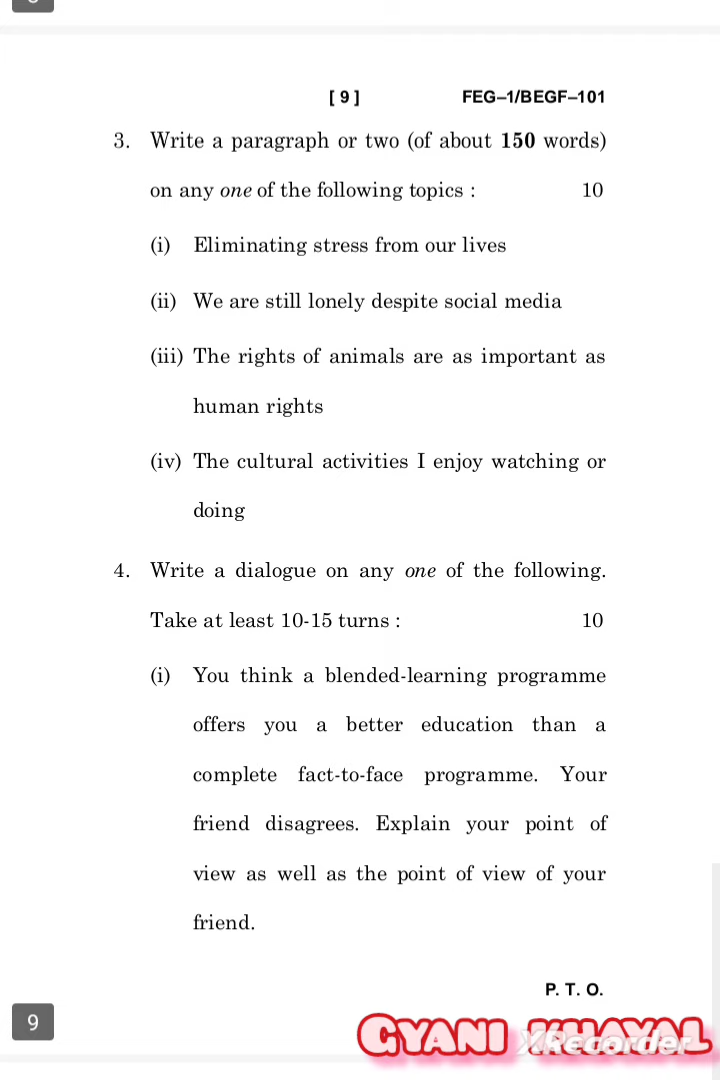 [ 9 ] FEG–1/BEGF–101
3. Write a paragraph or two (of about 150 words)
on any one of the following topics : 10
(i) Eliminating stress from our lives
(ii) We are still lonely despite social media
(iii) The rights of animals are as important as
human rights
(iv) The cultural activities I enjoy watching or
doing
4. Write a dialogue on any one of the following.
Take at least 10-15 turns : 10
(i) You think a blended-learning programme
offers you a better education than a
complete fact-to-face programme. Your
friend disagrees. Explain your point of
view as well as the point of view of your
friend.
P. T. O.
9
GYANI KHAYAL
XRecorder